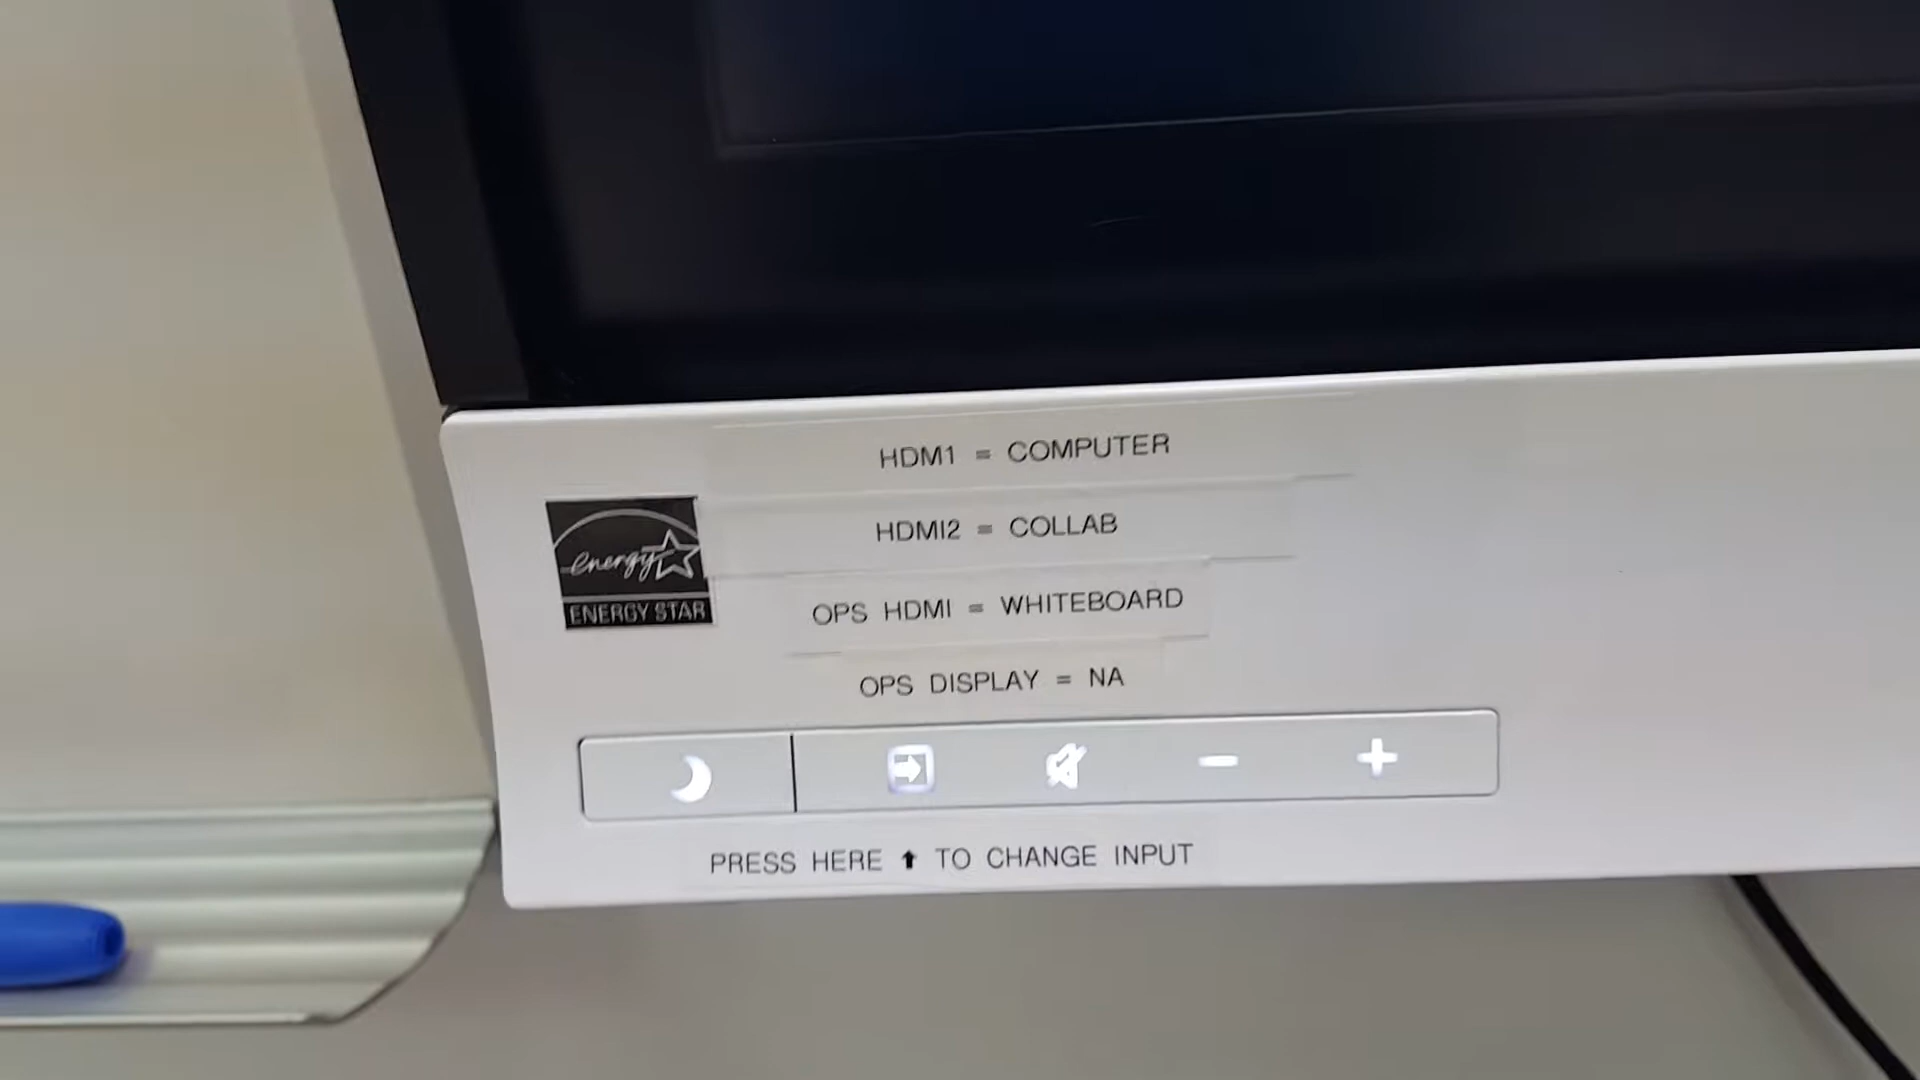 HDM1 = COMPUTER
HDMI2 = COLLAB
energy
ENERGY STAR
OPS HDMI = WHITEBOARD
OPS DISPLAY = NA
PRESS HERE ⬆ TO CHANGE INPUT